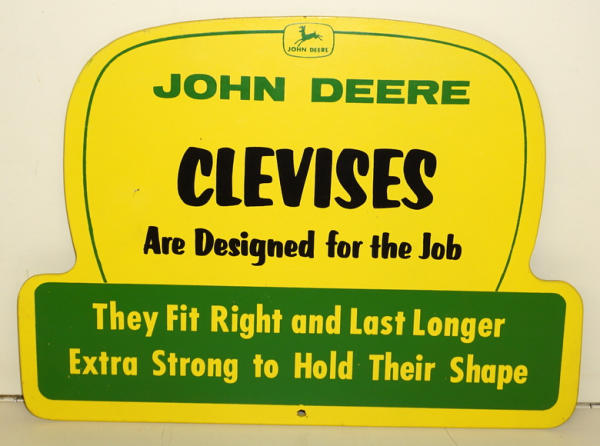 JOHN DEERE
JOHN DEERE
CLEVISES
Are Designed for the Job
They Fit Right and Last Longer
Extra Strong to Hold Their Shape